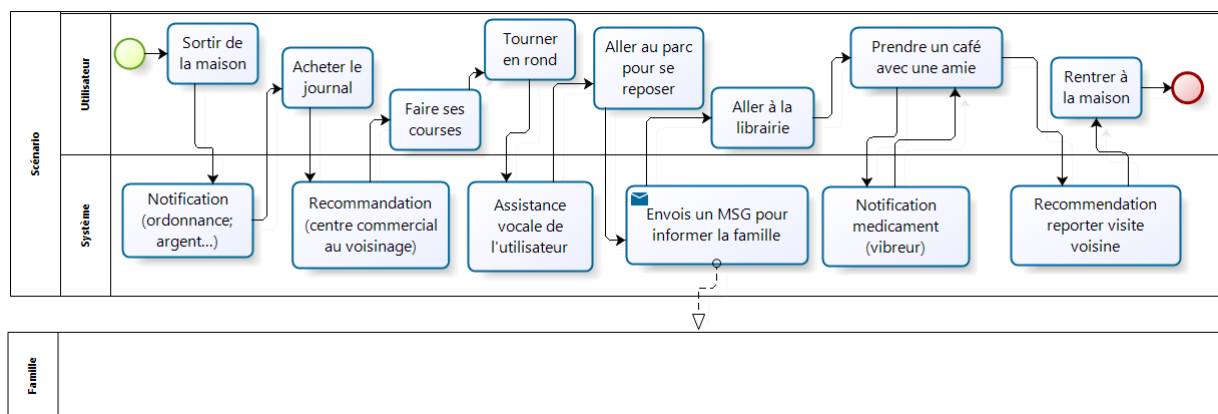 Scénario
Utilisateur
Sortir de
la maison
Acheter le
journal
Faire ses
courses
Tourner
en rond
Aller au parc
pour se
reposer
Aller à la
librairie
Prendre un café
avec une amie
Rentrer à
la maison
Système
Notification
(ordonnance;
argent...)
Recommandation
(centre commercial
au voisinage)
Assistance
vocale de
l'utilisateur
Envois un MSG pour
informer la famille
Notification
medicament
(vibreur)
Recommendation
reporter visite
voisine
Famille